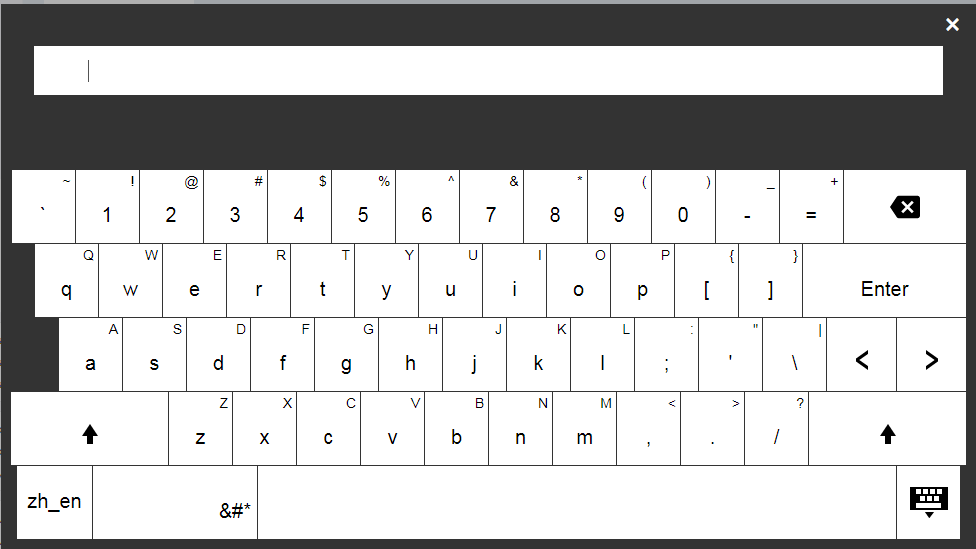 ×
~ ! @ # $ % ^ & * ( ) _ +
` 1 2 3 4 5 6 7 8 9 0 - =
Q W E R T Y U I O P { }
q w e r t y u i o p [ ] Enter
A S D F G H J K L : " |
a s d f g h j k l ; ' \ < >
Z X C V B N M < > ?
z x c v b n m , . /
zh_en &#*